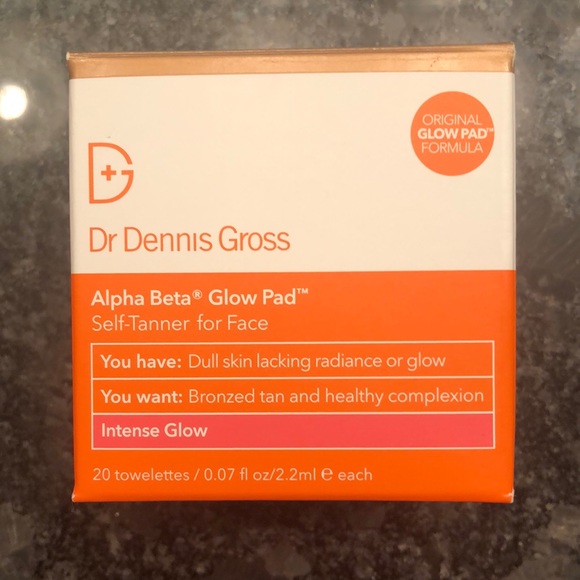 ORIGINAL
GLOW PAD™
FORMULA
D+G
Dr Dennis Gross
Alpha Beta® Glow Pad™
Self-Tanner for Face
You have: Dull skin lacking radiance or glow
You want: Bronzed tan and healthy complexion
Intense Glow
20 towelettes / 0.07 fl oz/2.2ml ℮ each